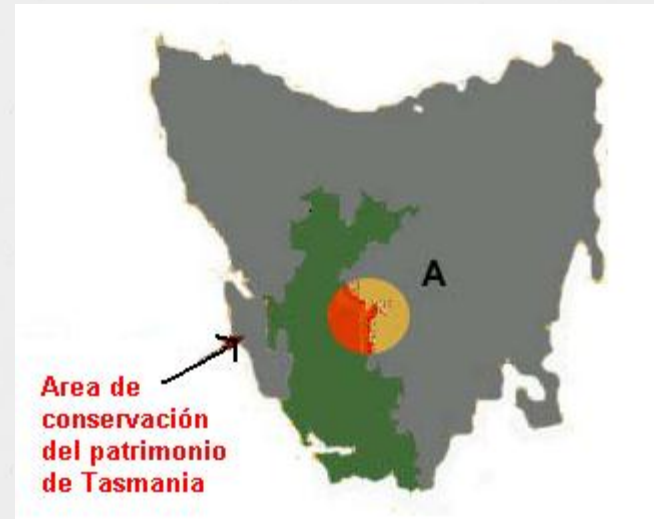 A
Area de
conservación
del patrimonio
de Tasmania